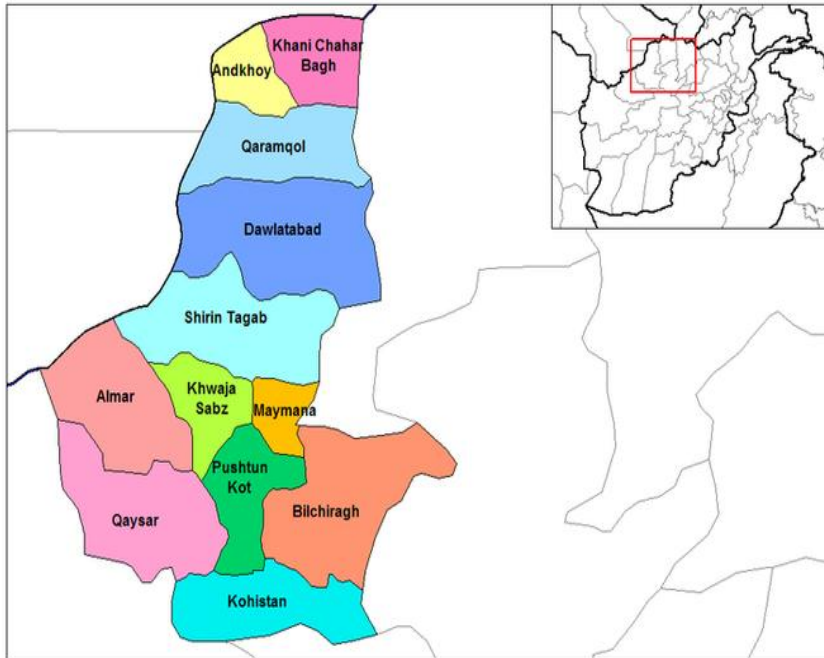 Khani Chahar
Bagh
Andkhoy
Qaramqol
Dawlatabad
Shirin Tagab
Almar
Khwaja
Sabz
Maymana
Pushtun
Kot
Qaysar
Bilchiragh
Kohistan